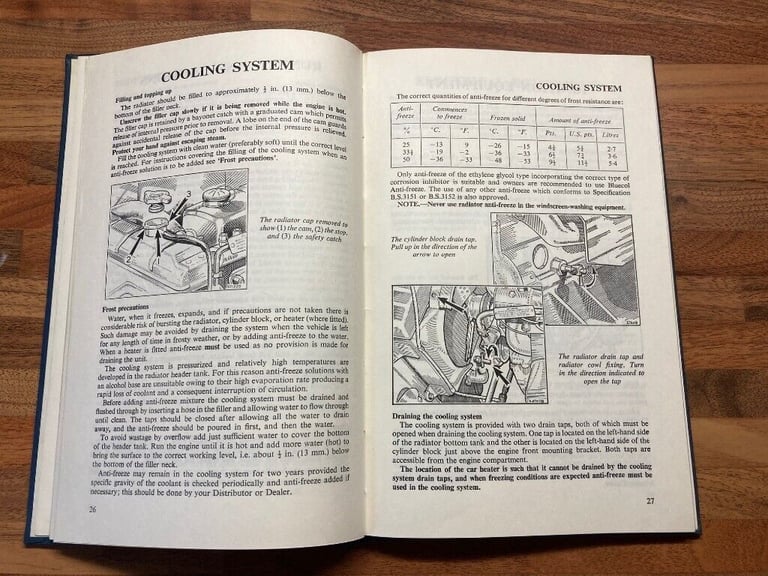 COOLING SYSTEM
Filling and topping up
The radiator should be filled to approximately ½ in. (13 mm.) below the
bottom of the filler neck.
Unscrew the filler cap slowly if it is being removed while the engine is hot.
The filler cap is retained by a bayonet catch with a graduated cam which permits
release of internal pressure prior to removal. A lobe on the end of the cam guards
against accidental release of the cap before the internal pressure is relieved.
Protect your hand against escaping steam.
Fill the cooling system with clean water (preferably soft) until the correct level
is reached. For instructions covering the filling of the cooling system when an
anti-freeze solution is to be added see 'Frost precautions'.
3
2
1
The radiator cap removed to
show (1) the cam, (2) the stop,
and (3) the safety catch
Frost precautions
Water, when it freezes, expands, and if precautions are not taken there is
considerable risk of bursting the radiator, cylinder block, or heater (where fitted).
Such damage may be avoided by draining the system when the vehicle is left
for any length of time in frosty weather, or by adding anti-freeze to the water.
When a heater is fitted anti-freeze must be used as no provision is made for
draining the unit.
The cooling system is pressurized and relatively high temperatures are
developed in the radiator header tank. For this reason anti-freeze solutions with
an alcohol base are unsuitable owing to their high evaporation rate producing a
rapid loss of coolant and a consequent interruption of circulation.
Before adding anti-freeze mixture the cooling system must be drained and
flushed through by inserting a hose in the filler and allowing water to flow through
until clean. The taps should be closed after allowing all the water to drain
away, and the anti-freeze should be poured in first, and then the water.
To avoid wastage by overflow add just sufficient water to cover the bottom
of the header tank. Run the engine until it is hot and add more water (hot) to
bring the surface to the correct working level, i.e. about ½ in. (13 mm.) below
the bottom of the filler neck.
Anti-freeze may remain in the cooling system for two years provided the
specific gravity of the coolant is checked periodically and anti-freeze added if
necessary; this should be done by your Distributor or Dealer.
26
COOLING SYSTEM
The correct quantities of anti-freeze for different degrees of frost resistance are:
Anti-freeze Commences to freeze Frozen solid Amount of anti-freeze
% °C. °F. °C. °F. Pts. U.S. pts. Litres
25 −13 9 −26 −15 4¾ 5¾ 2·7
33⅓ −19 −2 −36 −33 6½ 7¾ 3·6
50 −36 −33 48 −53 9½ 11½ 5·4
Only anti-freeze of the ethylene glycol type incorporating the correct type of
corrosion inhibitor is suitable and owners are recommended to use Bluecol
Anti-freeze. The use of any other anti-freeze which conforms to Specification
B.S.3151 or B.S.3152 is also approved.
NOTE.—Never use radiator anti-freeze in the windscreen-washing equipment.
The cylinder block drain tap.
Pull up in the direction of the
arrow to open
The radiator drain tap and
radiator cowl fixing. Turn
in the direction indicated to
open the tap
Draining the cooling system
The cooling system is provided with two drain taps, both of which must be
opened when draining the cooling system. One tap is located on the left-hand side
of the radiator bottom tank and the other is located on the left-hand side of the
cylinder block just above the engine front mounting bracket. Both taps are
accessible from the engine compartment.
The location of the car heater is such that it cannot be drained by the cooling
system drain taps, and when freezing conditions are expected anti-freeze must be
used in the cooling system.
27